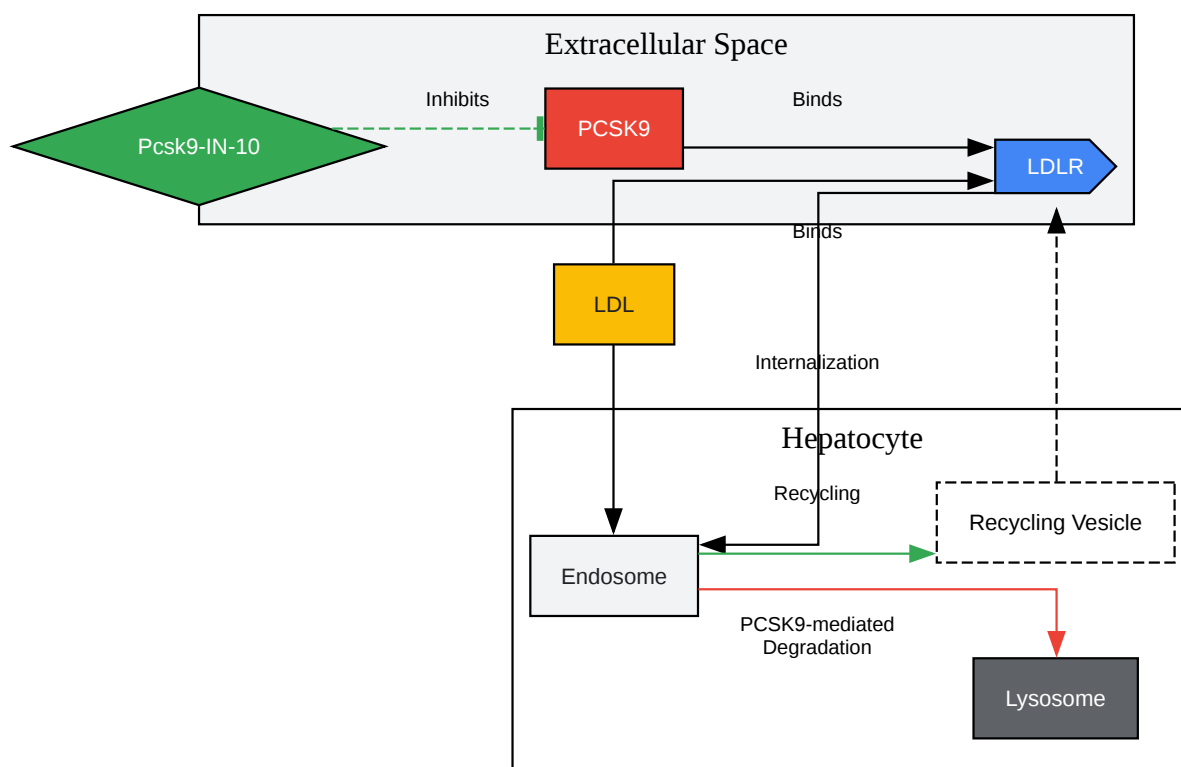 Extracellular Space
Inhibits
Binds
PCSK9
Pcsk9-IN-10
LDLR
Binds
LDL
Internalization
Hepatocyte
Recycling
Recycling Vesicle
Endosome
PCSK9-mediated
Degradation
Lysosome